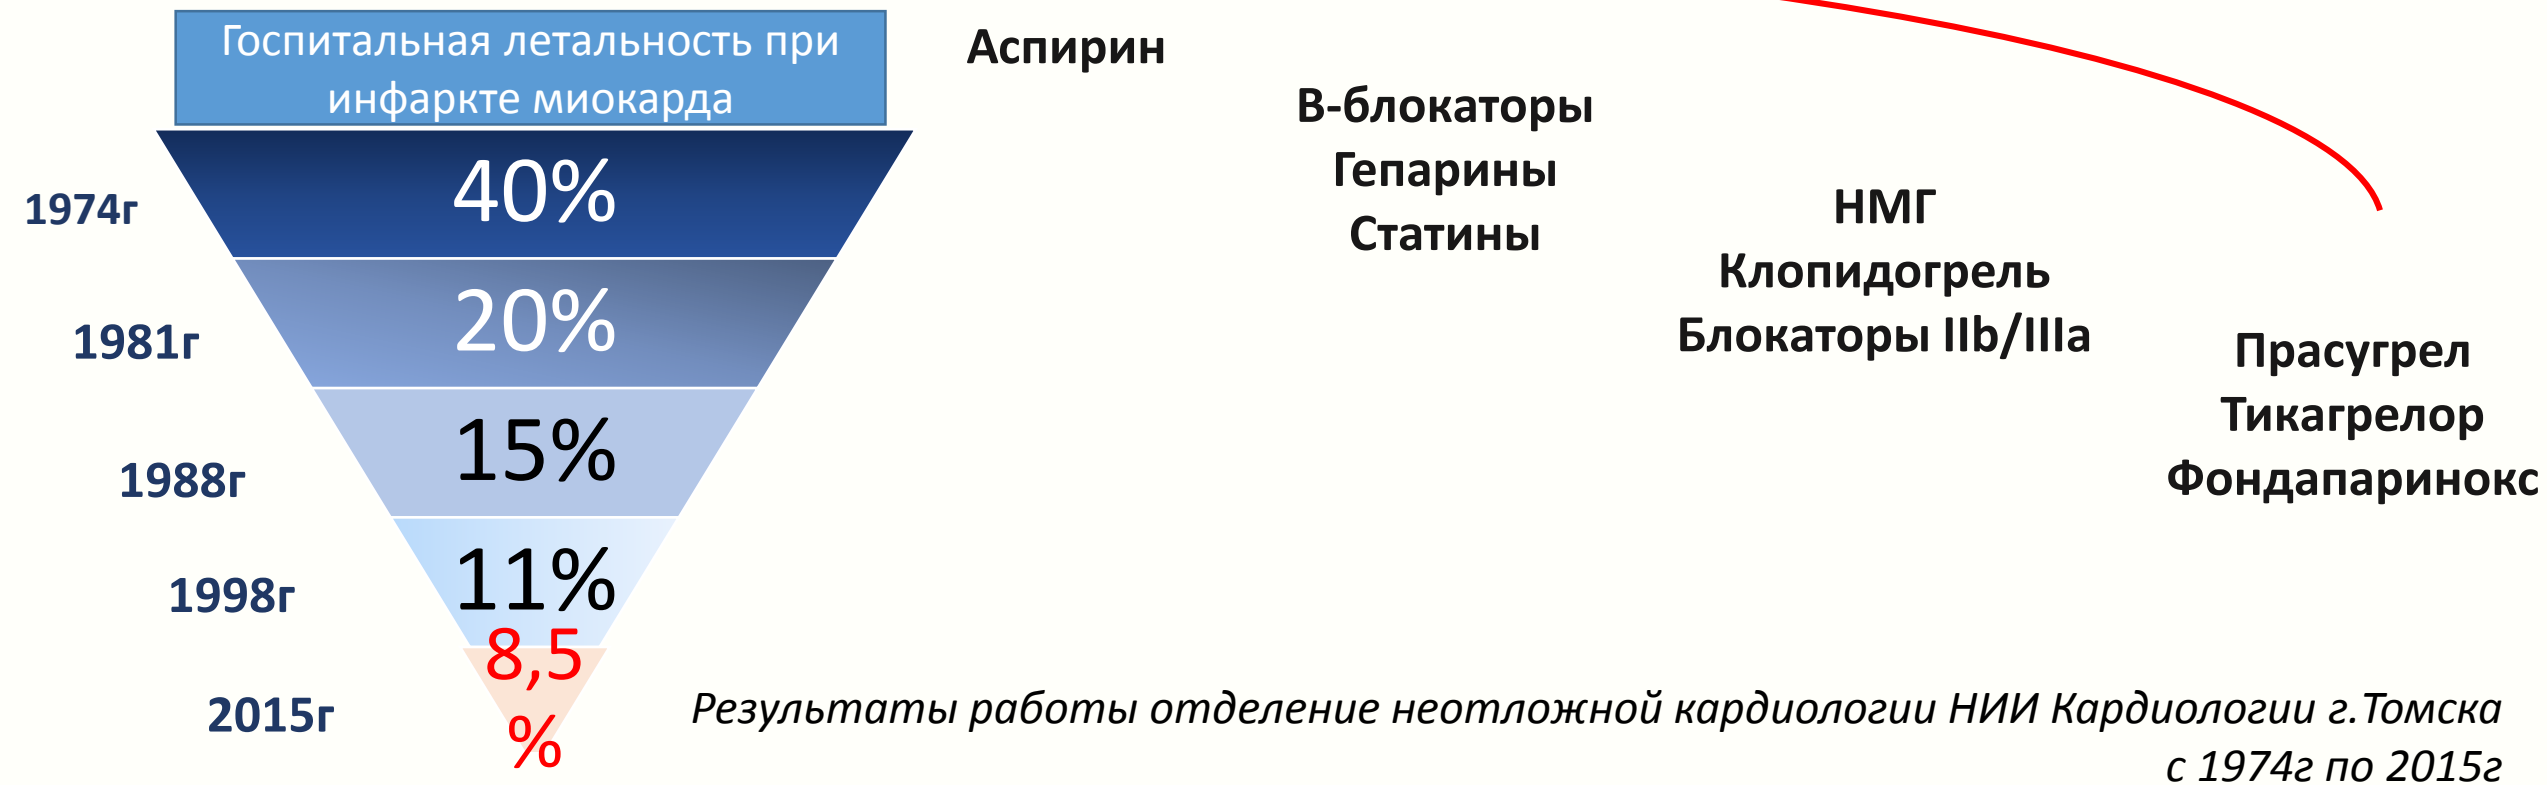 Госпитальная летальность при
инфаркте миокарда
1974г
40%
1981г
20%
1988г
15%
1998г
11%
2015г
8,5
%
Аспирин
В-блокаторы
Гепарины
Статины
НМГ
Клопидогрель
Блокаторы IIb/IIIa
Прасугрел
Тикагрелор
Фондапаринокс
Результаты работы отделение неотложной кардиологии НИИ Кардиологии г.Томска
с 1974г по 2015г